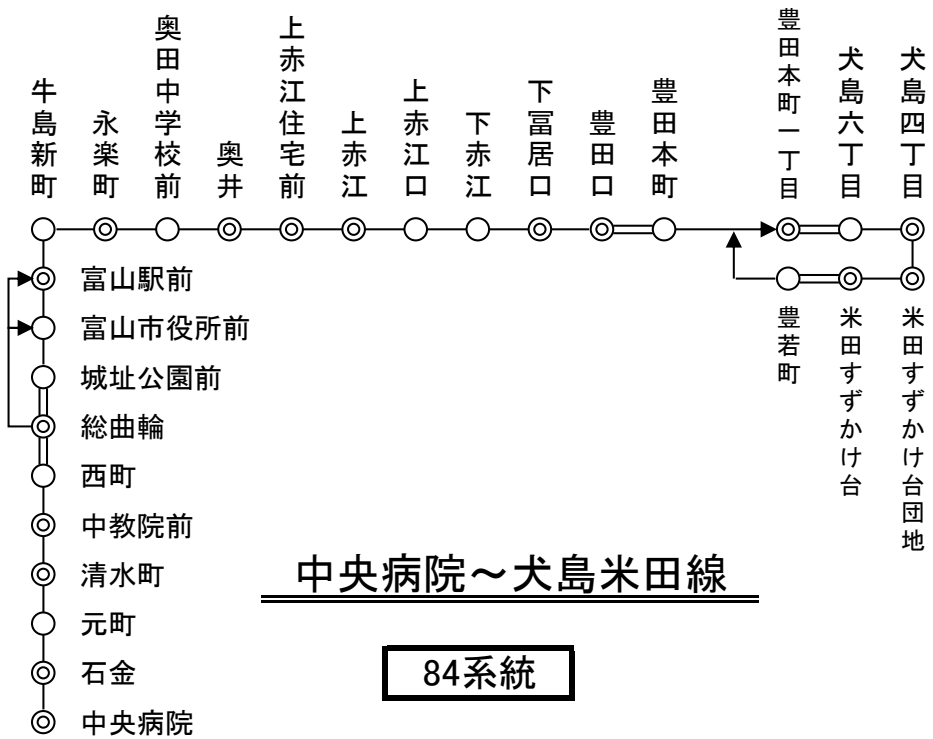 牛島新町
永楽町
奥田中学校前
奥井
上赤江住宅前
上赤江
上赤江口
下赤江
下冨居口
豊田口
豊田本町
豊田本町一丁目
犬島六丁目
犬島四丁目
富山駅前
富山市役所前
城址公園前
総曲輪
西町
中教院前
清水町
元町
石金
中央病院
豊若町
米田すずかけ台
米田すずかけ台団地
中央病院～犬島米田線
84系統